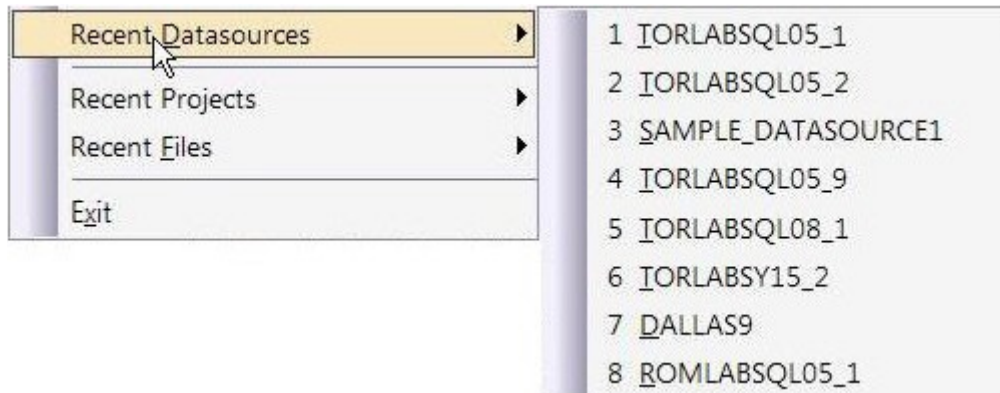 Recent Datasources
Recent Projects
Recent Files
Exit
1 TORLABSQL05_1
2 TORLABSQL05_2
3 SAMPLE_DATASOURCE1
4 TORLABSQL05_9
5 TORLABSQL08_1
6 TORLABSY15_2
7 DALLAS9
8 ROMLABSQL05_1